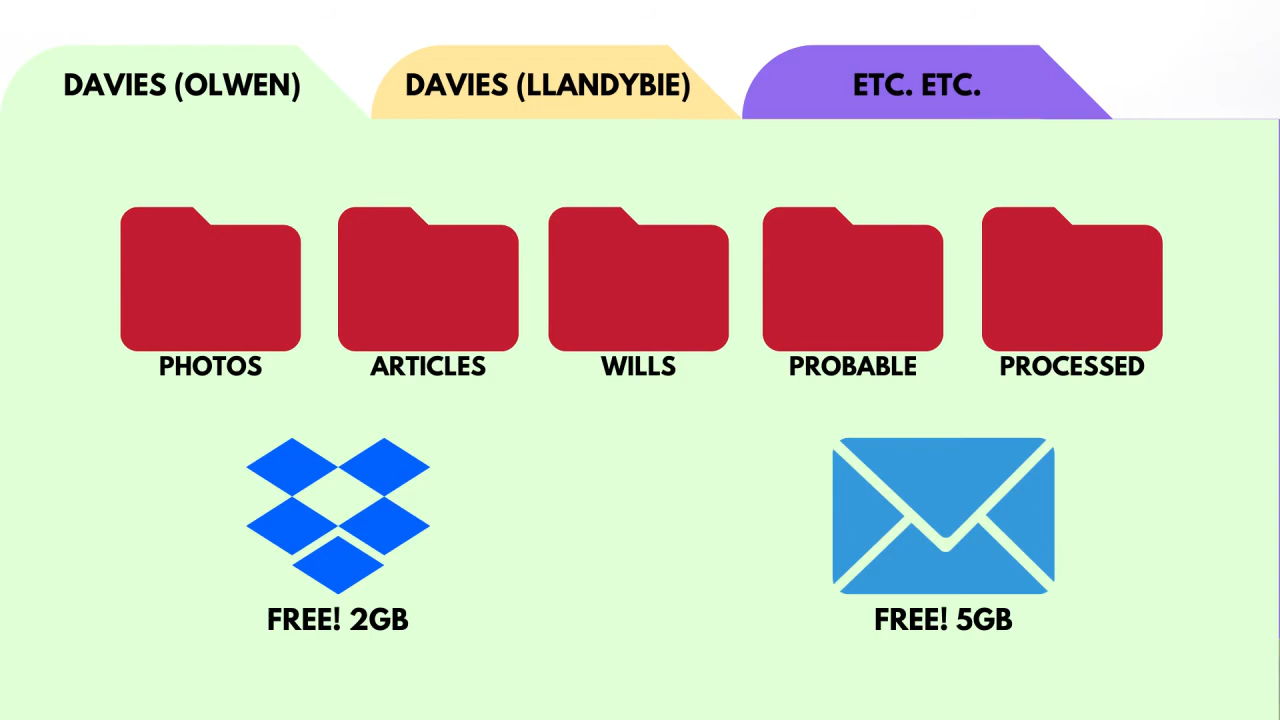 DAVIES (OLWEN)
DAVIES (LLANDYBIE)
ETC. ETC.
PHOTOS
ARTICLES
WILLS
PROBABLE
PROCESSED
FREE! 2GB
FREE! 5GB